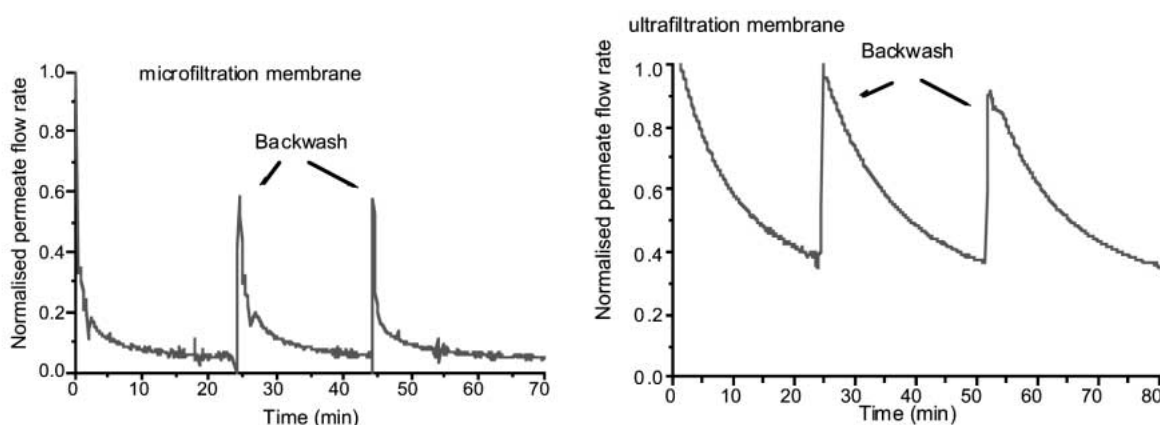 microfiltration membrane
Backwash
Normalised permeate flow rate
1.0
0.8
0.6
0.4
0.2
0.0
0 10 20 30 40 50 60 70
Time (min)
ultrafiltration membrane
Backwash
Normalised permeate flow rate
1.0
0.8
0.6
0.4
0.2
0
0 10 20 30 40 50 60 70 80
Time (min)